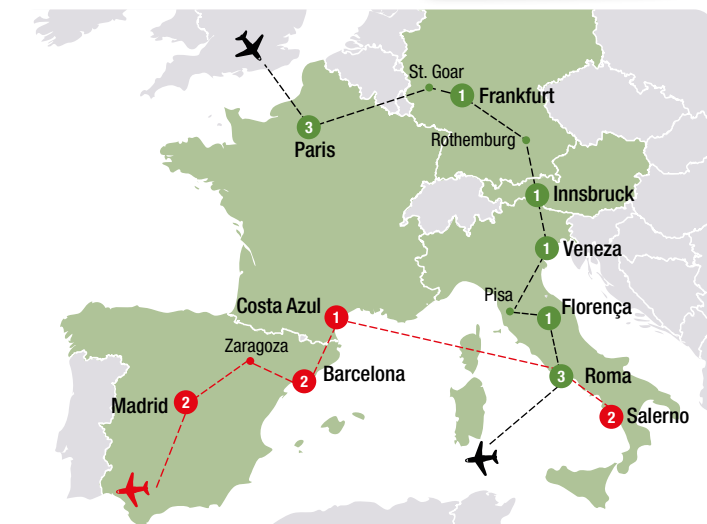 St. Goar
1
Frankfurt
3
Paris
Rothemburg
1
Innsbruck
1
Veneza
Pisa
1
Florença
Costa Azul
1
Zaragoza
2
Barcelona
3
Roma
Madrid
2
2
Salerno